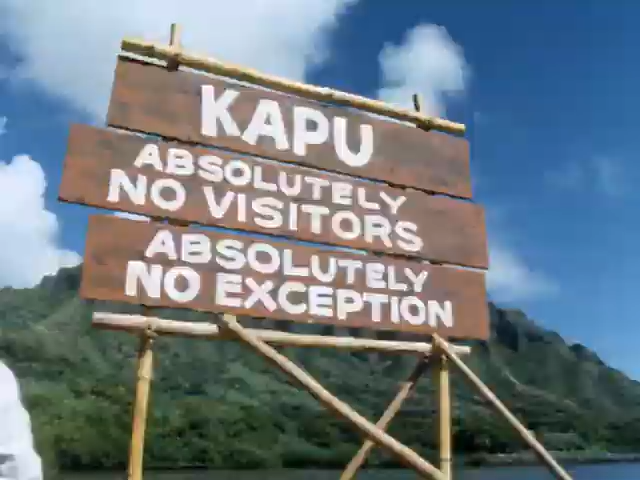 KAPU
ABSOLUTELY
NO VISITORS
ABSOLUTELY
NO EXCEPTION